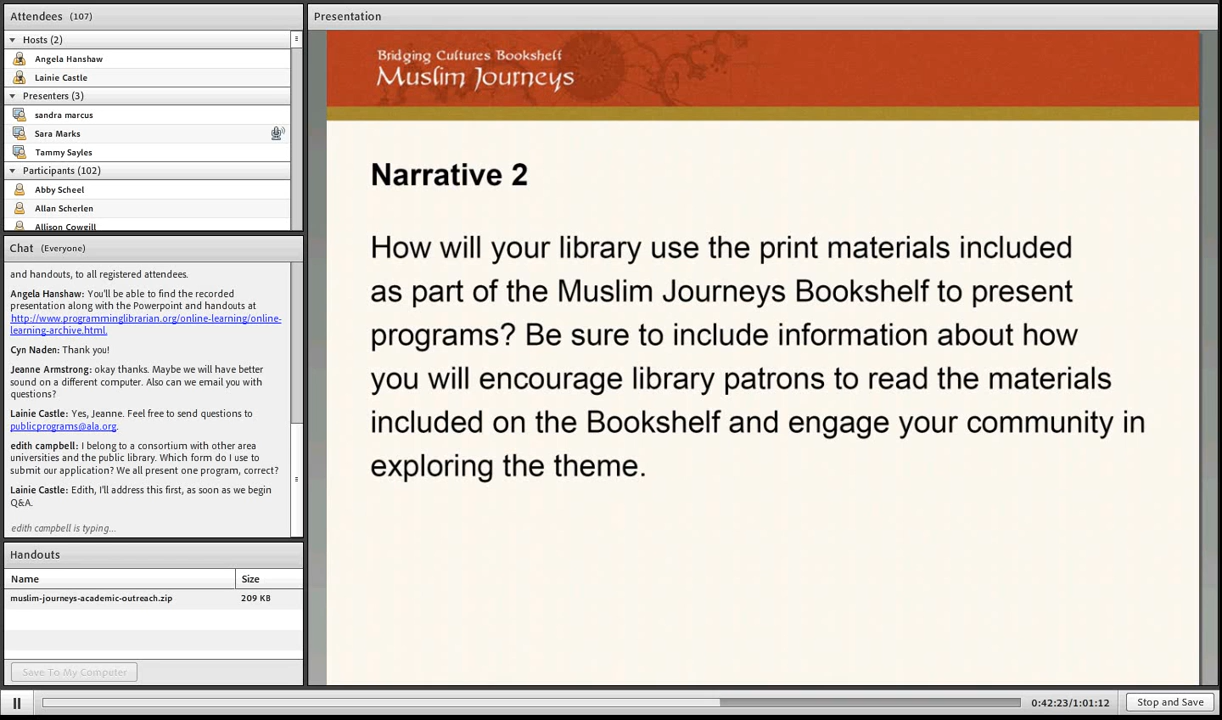 Attendees (107)
Hosts (2)
Angela Hanshaw
Lainie Castle
Presenters (3)
sandra marcus
Sara Marks
Tammy Sayles
Participants (102)
Abby Scheel
Allan Scherlen
Allison Cowgill
Chat (Everyone)
and handouts, to all registered attendees.
Angela Hanshaw: You'll be able to find the recorded
presentation along with the Powerpoint and handouts at
http://www.programminglibrarian.org/online-learning/online-
learning-archive.html.
Cyn Naden: Thank you!
Jeanne Armstrong: okay thanks. Maybe we will have better
sound on a different computer. Also can we email you with
questions?
Lainie Castle: Yes, Jeanne. Feel free to send questions to
publicprograms@ala.org.
edith campbell: I belong to a consortium with other area
universities and the public library. Which form do I use to
submit our application? We all present one program, correct?
Lainie Castle: Edith, I'll address this first, as soon as we begin
Q&A.
edith campbell is typing...
Handouts
Name Size
muslim-journeys-academic-outreach.zip 209 KB
Save To My Computer
Presentation
Bridging Cultures Bookshelf
Muslim Journeys
Narrative 2
How will your library use the print materials included
as part of the Muslim Journeys Bookshelf to present
programs? Be sure to include information about how
you will encourage library patrons to read the materials
included on the Bookshelf and engage your community in
exploring the theme.
0:42:23/1:01:12
Stop and Save